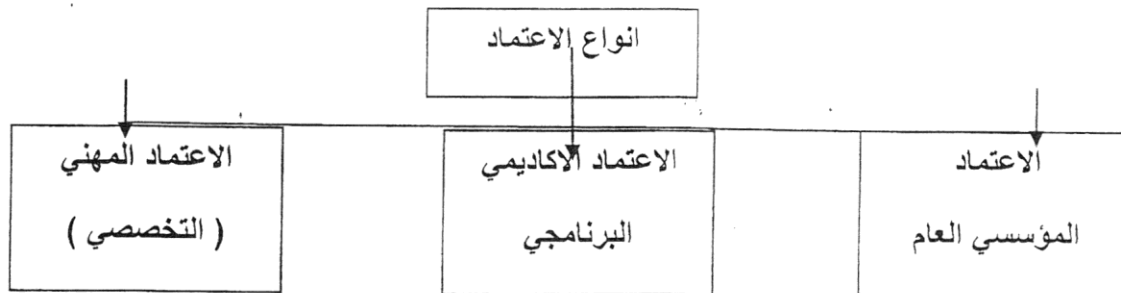 انواع الاعتماد
الاعتماد
المؤسسي العام
الاعتماد الاكاديمي
البرنامجي
الاعتماد المهني
( التخصصي )